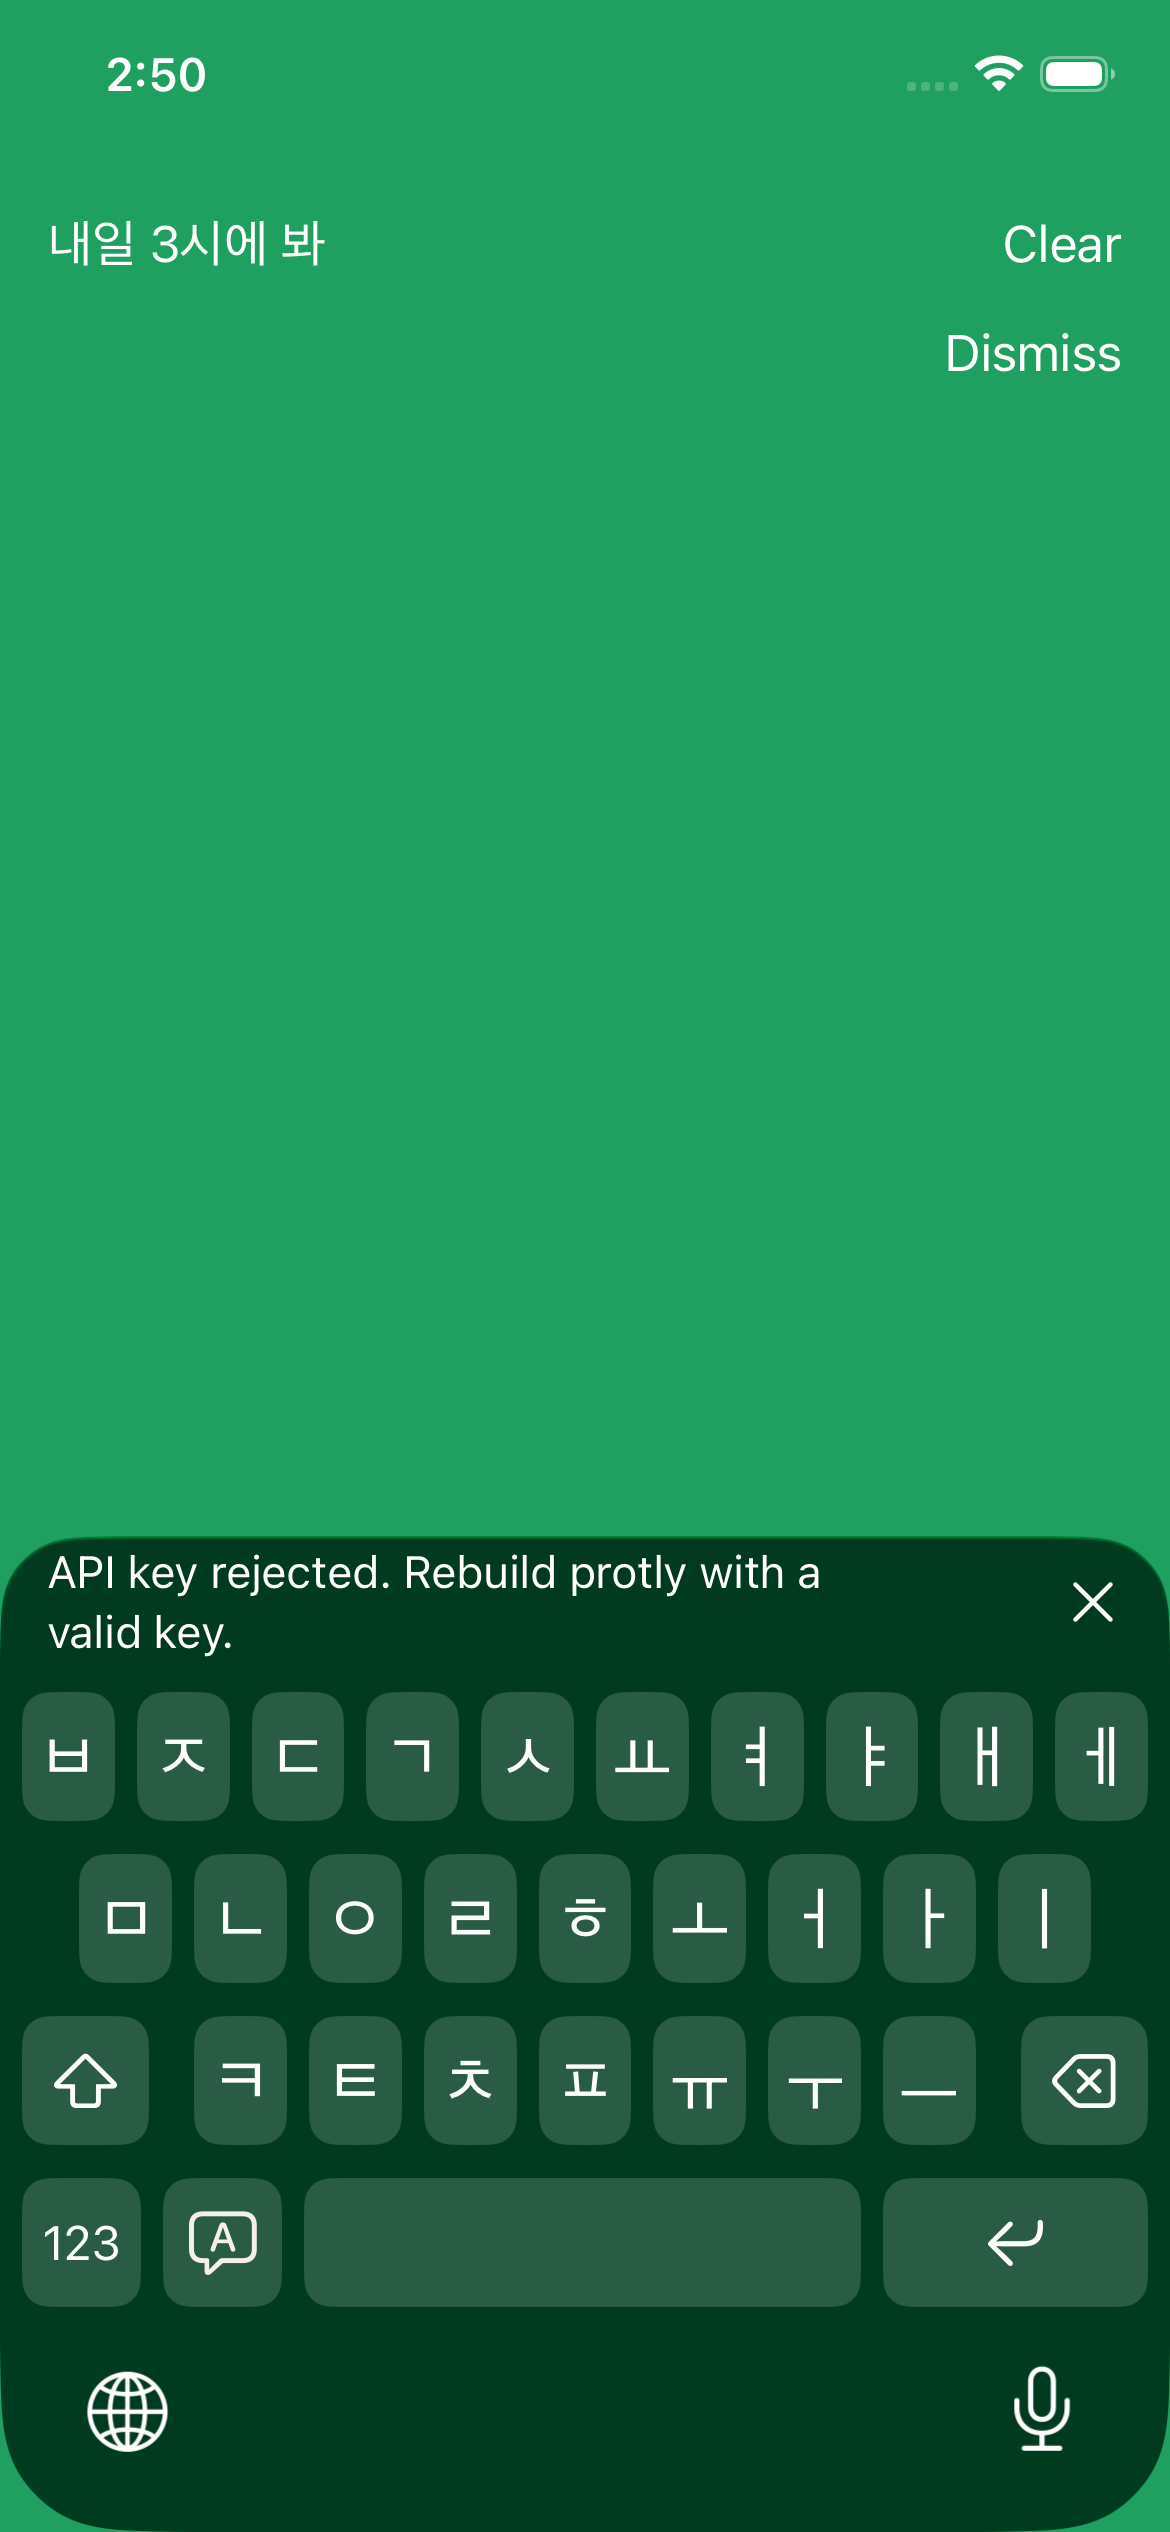 2:50
내일 3시에 봐
Clear
Dismiss
API key rejected. Rebuild protly with a
valid key.
ㅂ ㅈ ㄷ ㄱ ㅅ ㅛ ㅕ ㅑ ㅐ ㅔ
ㅁ ㄴ ㅇ ㄹ ㅎ ㅗ ㅓ ㅏ ㅣ
ㅋ ㅌ ㅊ ㅍ ㅠ ㅜ ㅡ
123 A